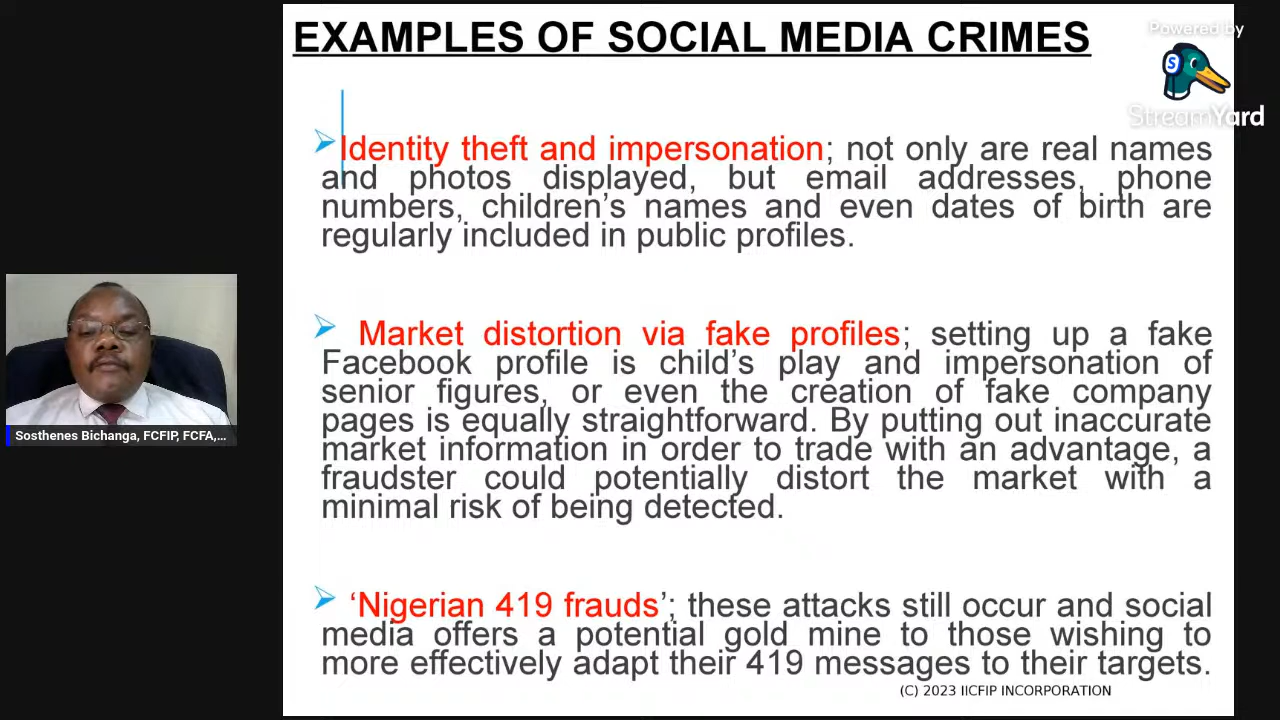 EXAMPLES OF SOCIAL MEDIA CRIMES
Powered by
S
StreamYard
Identity theft and impersonation; not only are real names
and photos displayed, but email addresses, phone
numbers, children's names and even dates of birth are
regularly included in public profiles.
Market distortion via fake profiles; setting up a fake
Facebook profile is child's play and impersonation of
senior figures, or even the creation of fake company
pages is equally straightforward. By putting out inaccurate
market information in order to trade with an advantage, a
fraudster could potentially distort the market with a
minimal risk of being detected.
Sosthenes Bichanga, FCFIP, FCFA,...
‘Nigerian 419 frauds’; these attacks still occur and social
media offers a potential gold mine to those wishing to
more effectively adapt their 419 messages to their targets.
(C) 2023 IICFIP INCORPORATION